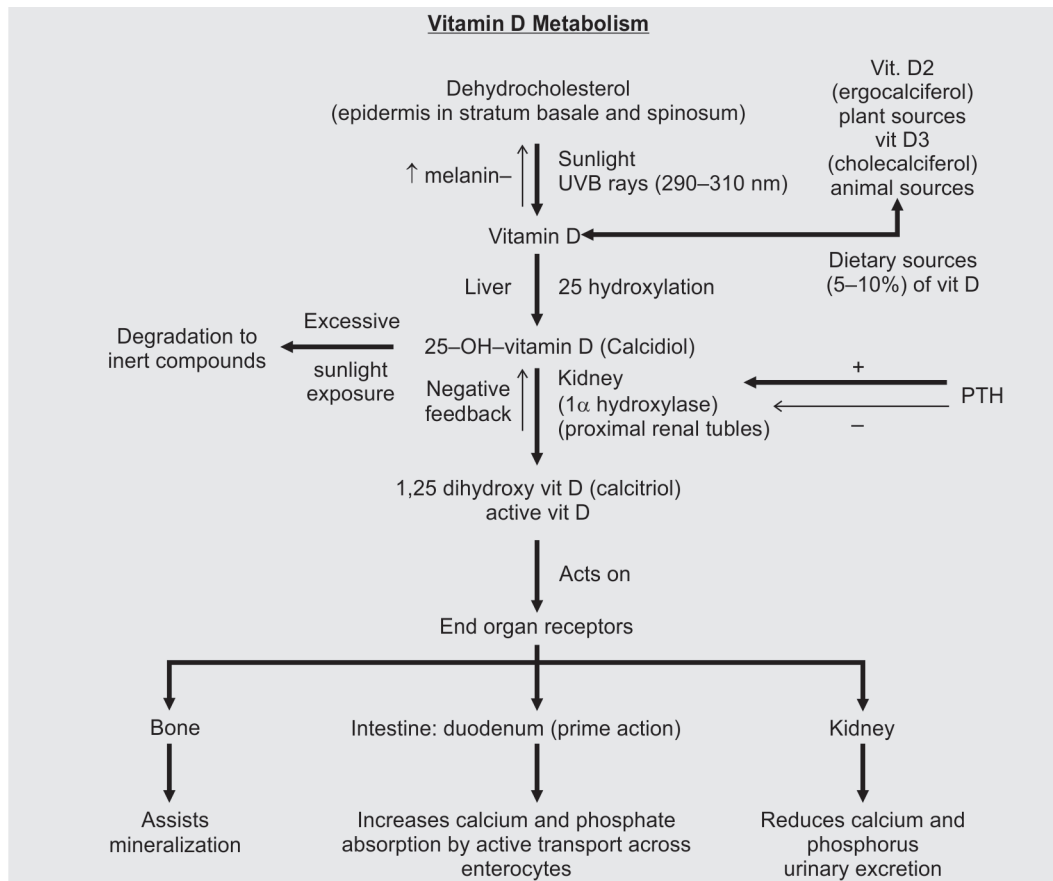 Vitamin D Metabolism
Dehydrocholesterol
(epidermis in stratum basale and spinosum)
Vit. D2
(ergocalciferol)
plant sources
vit D3
(cholecalciferol)
animal sources
↑ melanin–
Sunlight
UVB rays (290–310 nm)
Vitamin D
Dietary sources
(5–10%) of vit D
Liver
25 hydroxylation
Degradation to
inert compounds
Excessive
sunlight
exposure
25–OH–vitamin D (Calcidiol)
Negative
feedback
Kidney
(1α hydroxylase)
(proximal renal tubles)
+
–
PTH
1,25 dihydroxy vit D (calcitriol)
active vit D
Acts on
End organ receptors
Bone
Intestine: duodenum (prime action)
Kidney
Assists
mineralization
Increases calcium and phosphate
absorption by active transport across
enterocytes
Reduces calcium and
phosphorus
urinary excretion